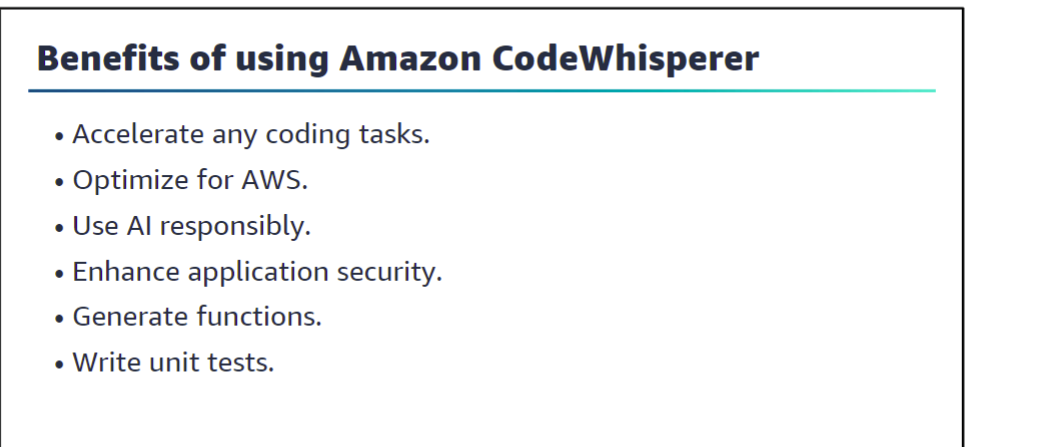 Benefits of using Amazon CodeWhisperer
• Accelerate any coding tasks.
• Optimize for AWS.
• Use AI responsibly.
• Enhance application security.
• Generate functions.
• Write unit tests.